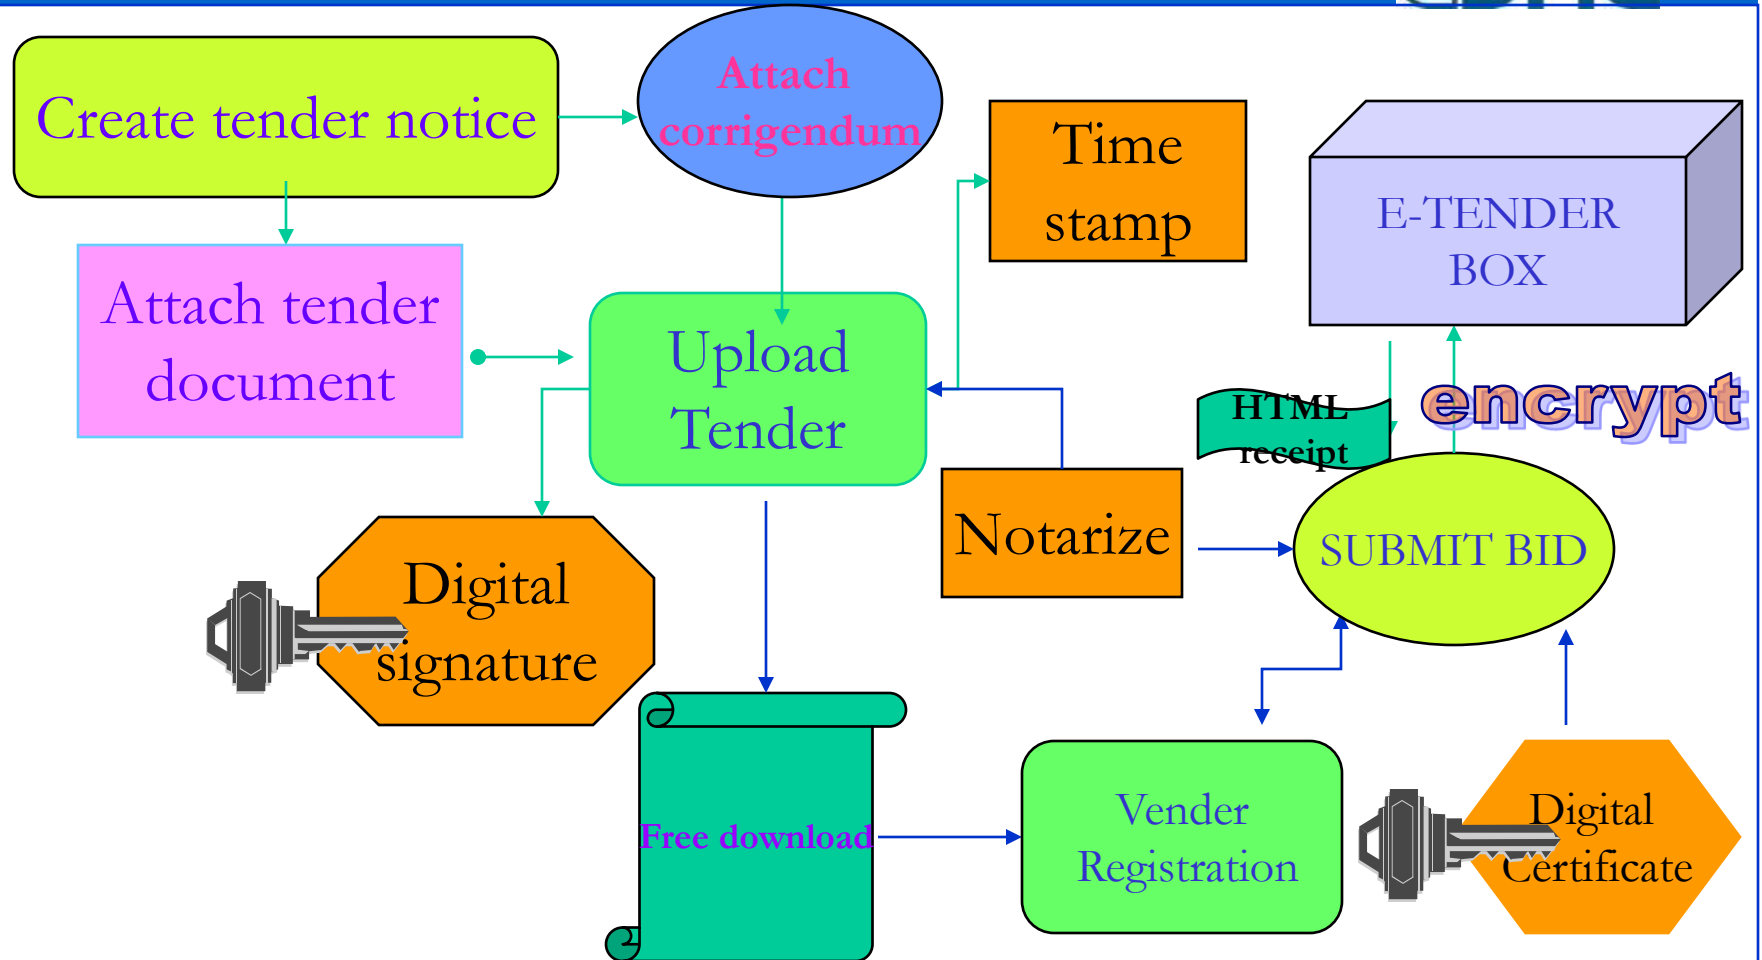 Create tender notice
Attach
corrigendum
Time
stamp
E-TENDER
BOX
Attach tender
document
Upload
Tender
HTML
receipt
encrypt
Notarize
SUBMIT BID
Digital
signature
Free download
Vender
Registration
Digital
Certificate